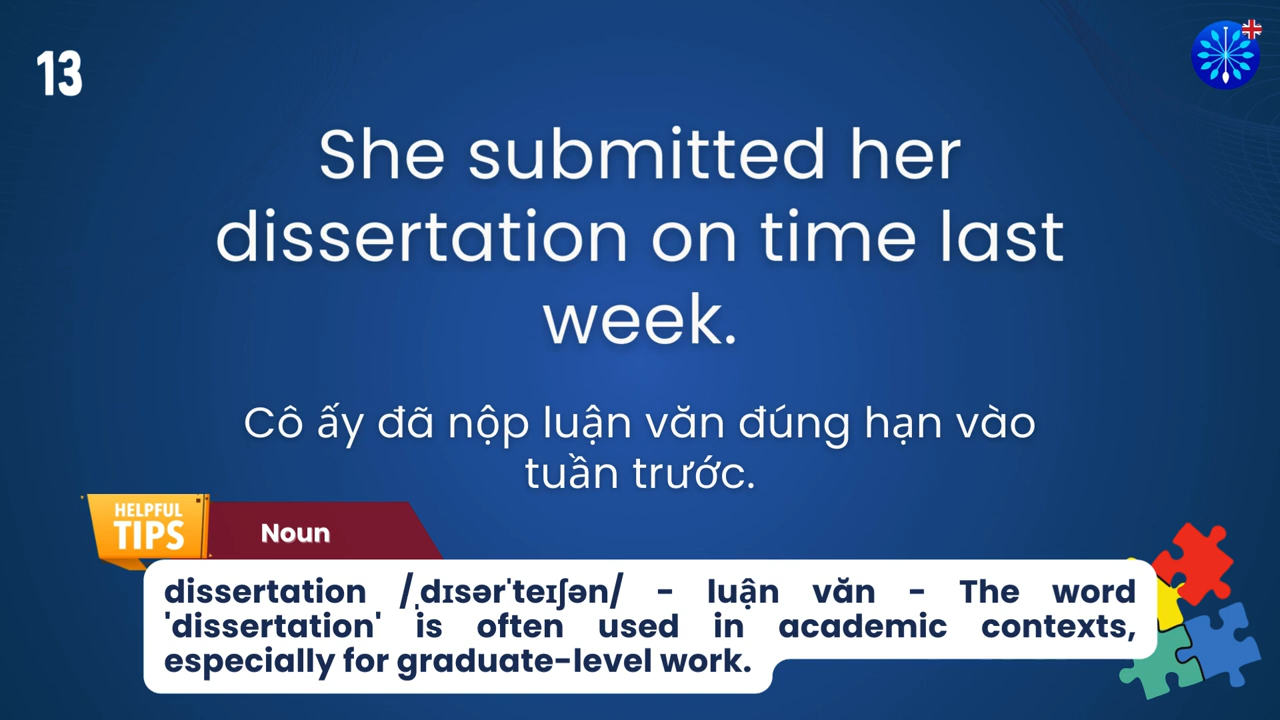 13
She submitted her
dissertation on time last
week.
Cô ấy đã nộp luận văn đúng hạn vào
tuần trước.
HELPFUL
TIPS
Noun
dissertation /ˌdɪsərˈteɪʃən/ - luận văn - The word
'dissertation' is often used in academic contexts,
especially for graduate-level work.